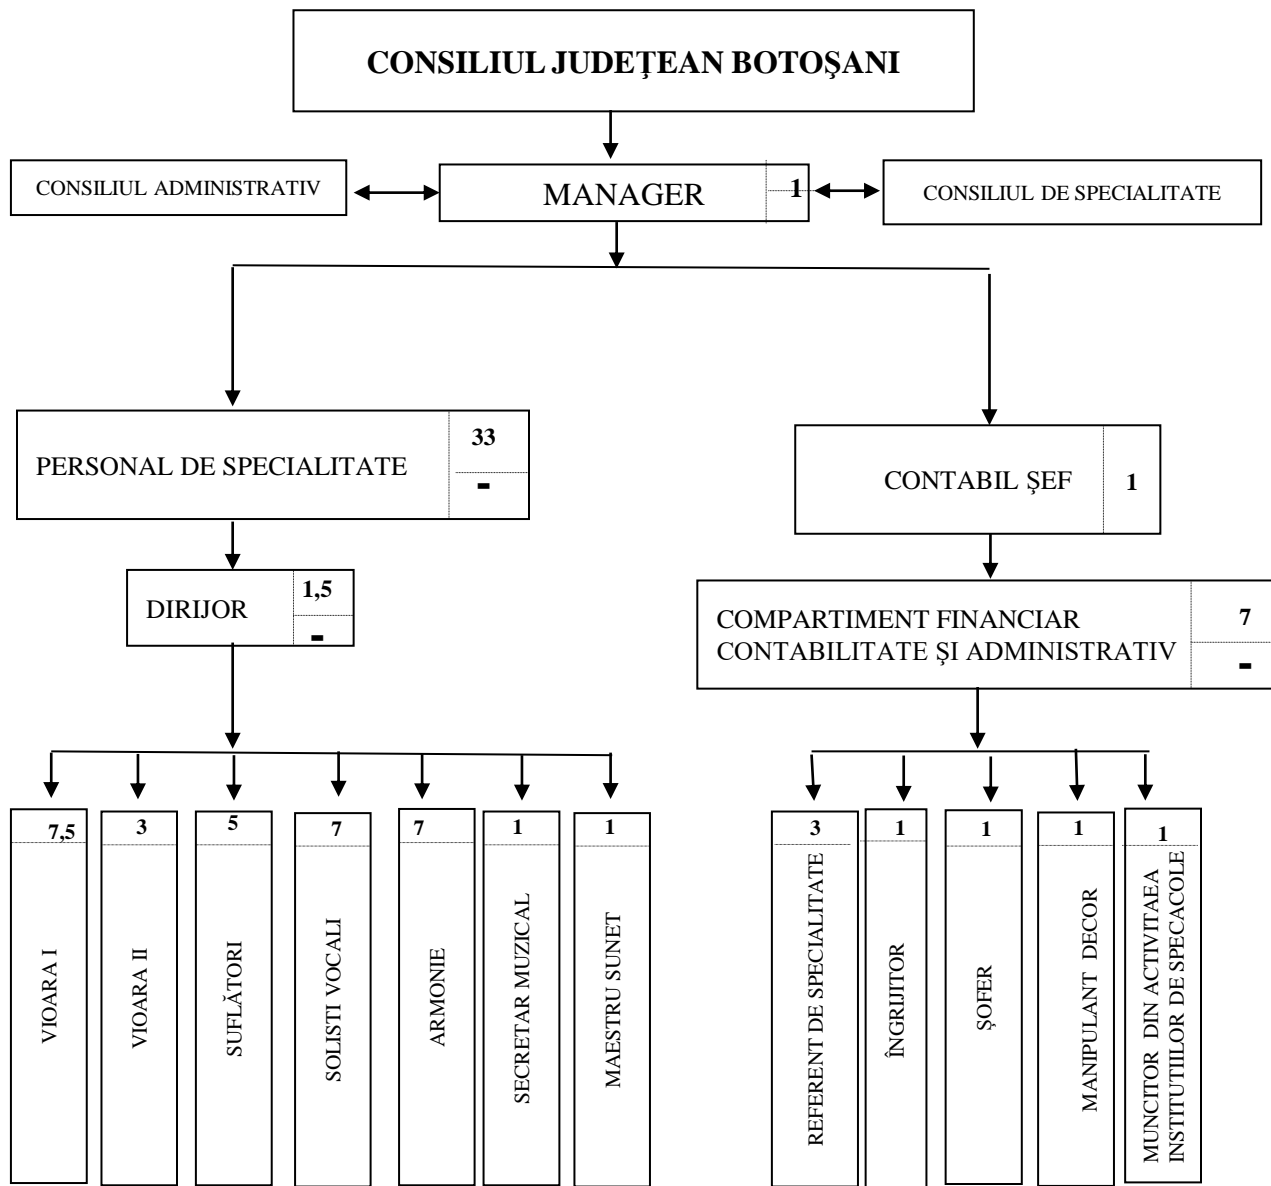 CONSILIUL JUDEŢEAN BOTOŞANI
CONSILIUL ADMINISTRATIV
MANAGER
1
CONSILIUL DE SPECIALITATE
PERSONAL DE SPECIALITATE
33
-
CONTABIL ŞEF
1
DIRIJOR
1,5
-
COMPARTIMENT FINANCIAR
CONTABILITATE ŞI ADMINISTRATIV
7
-
7,5
VIOARA I
3
VIOARA II
5
SUFLĂTORI
7
SOLISTI VOCALI
7
ARMONIE
1
SECRETAR MUZICAL
1
MAESTRU SUNET
3
REFERENT DE SPECIALITATE
1
ÎNGRIJITOR
1
ŞOFER
1
MANIPULANT DECOR
1
MUNCITOR DIN ACTIVITAEA
INSTITUTIILOR DE SPECACOLE